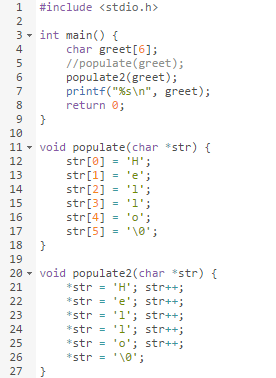 1 #include <stdio.h>
2
3 int main() {
4     char greet[6];
5     //populate(greet);
6     populate2(greet);
7     printf("%s\n", greet);
8     return 0;
9 }
10
11 void populate(char *str) {
12     str[0] = 'H';
13     str[1] = 'e';
14     str[2] = 'l';
15     str[3] = 'l';
16     str[4] = 'o';
17     str[5] = '\0';
18 }
19
20 void populate2(char *str) {
21     *str = 'H'; str++;
22     *str = 'e'; str++;
23     *str = 'l'; str++;
24     *str = 'l'; str++;
25     *str = 'o'; str++;
26     *str = '\0';
27 }